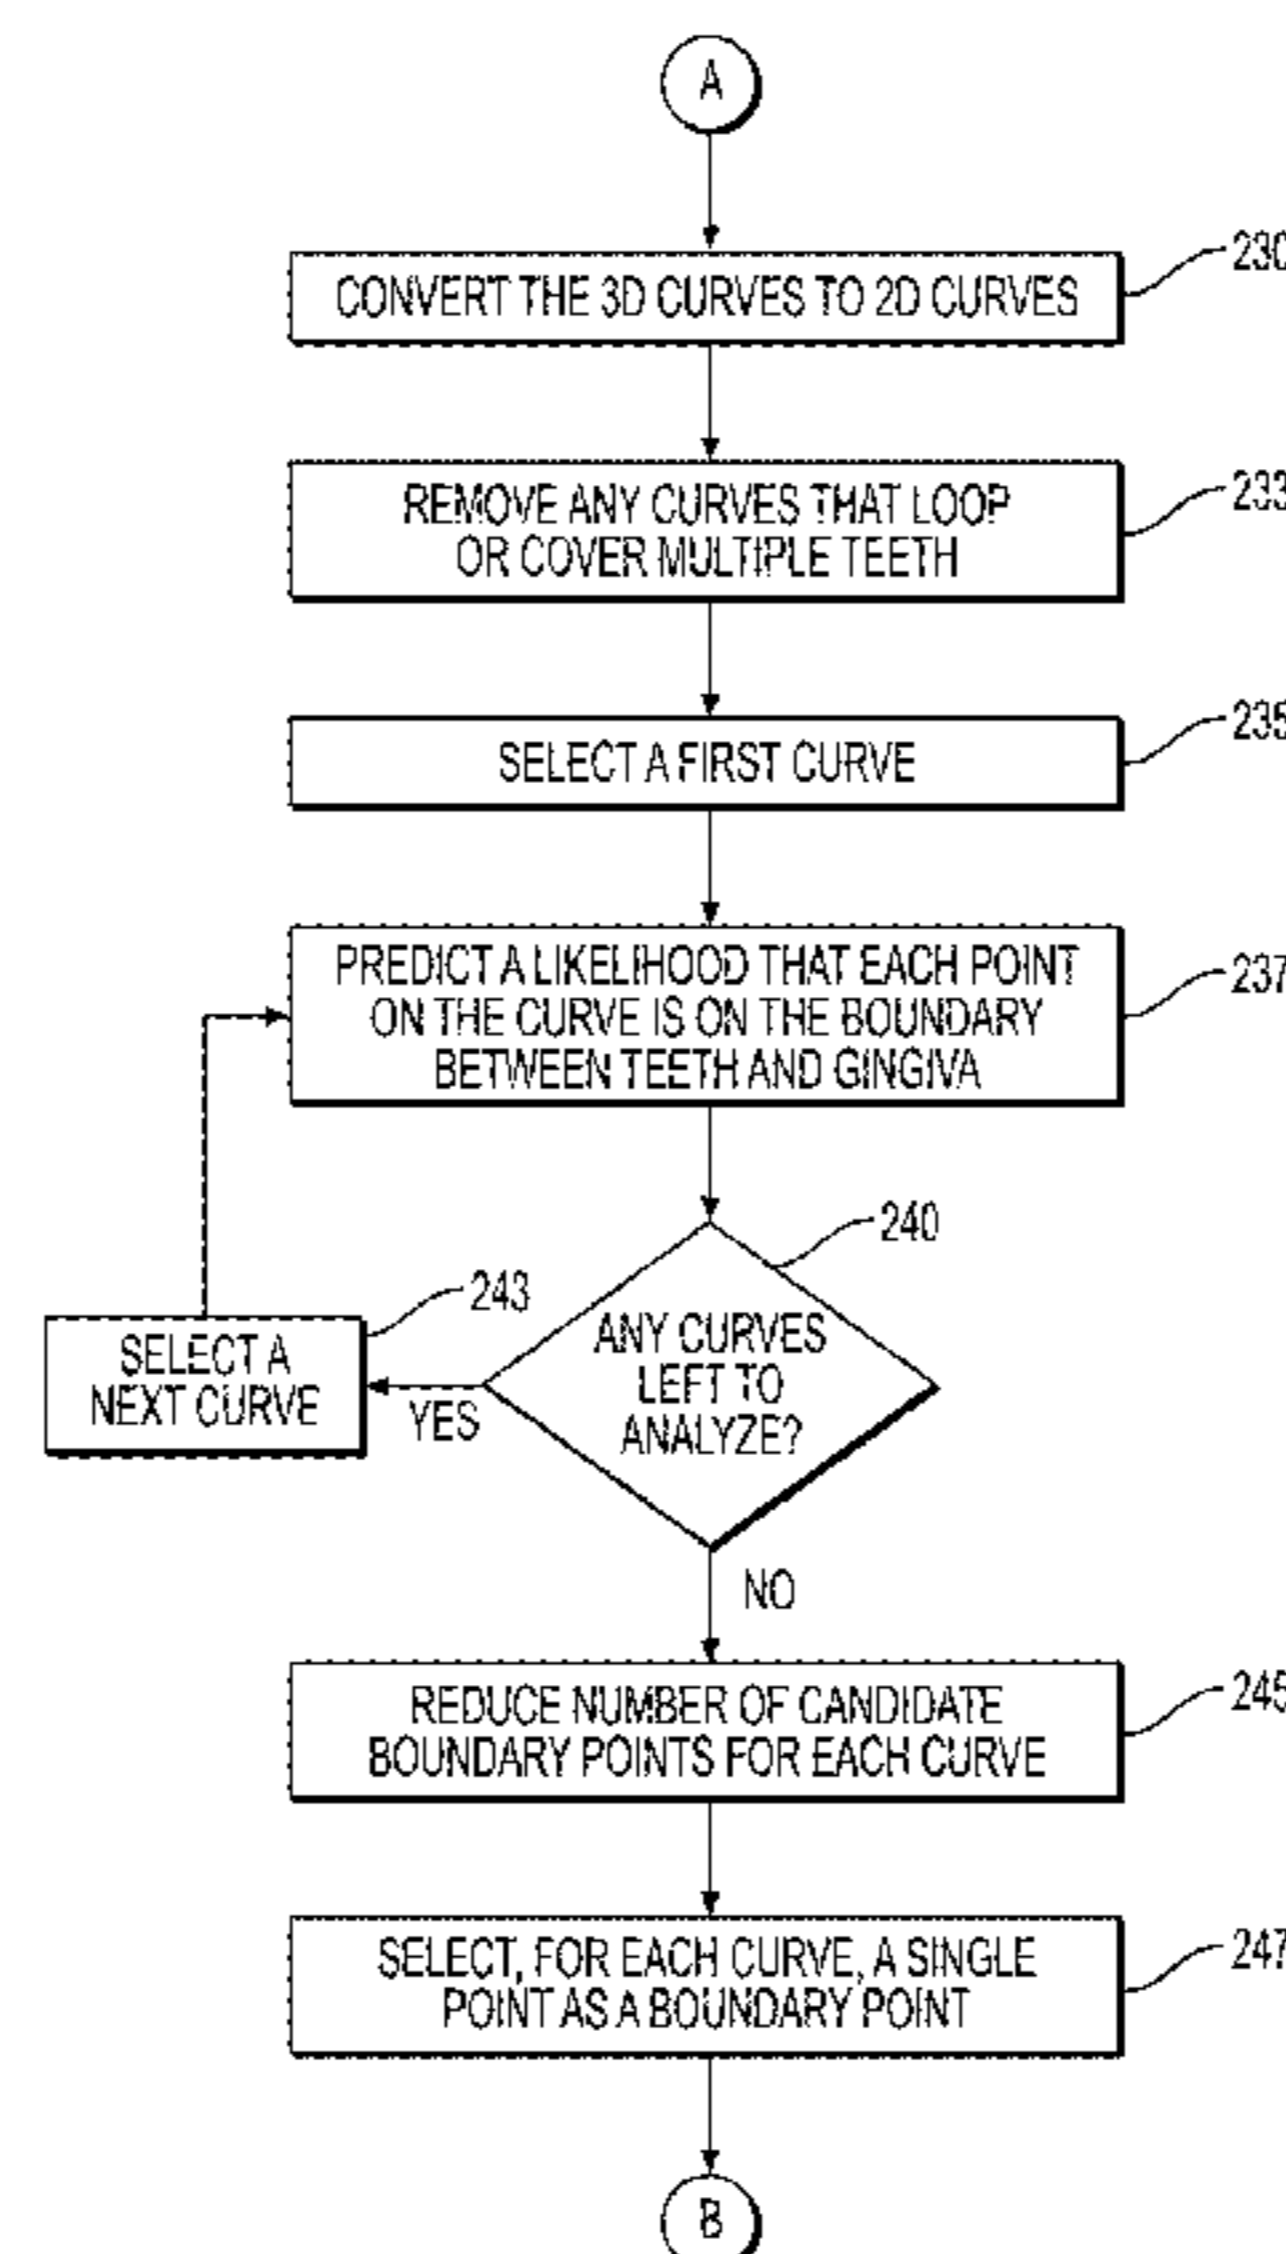 A
CONVERT THE 3D CURVES TO 2D CURVES
230
REMOVE ANY CURVES THAT LOOP
OR COVER MULTIPLE TEETH
233
SELECT A FIRST CURVE
235
PREDICT A LIKELIHOOD THAT EACH POINT
ON THE CURVE IS ON THE BOUNDARY
BETWEEN TEETH AND GINGIVA
237
240
ANY CURVES
LEFT TO
ANALYZE?
243
SELECT A
NEXT CURVE
YES
NO
REDUCE NUMBER OF CANDIDATE
BOUNDARY POINTS FOR EACH CURVE
245
SELECT, FOR EACH CURVE, A SINGLE
POINT AS A BOUNDARY POINT
247
B